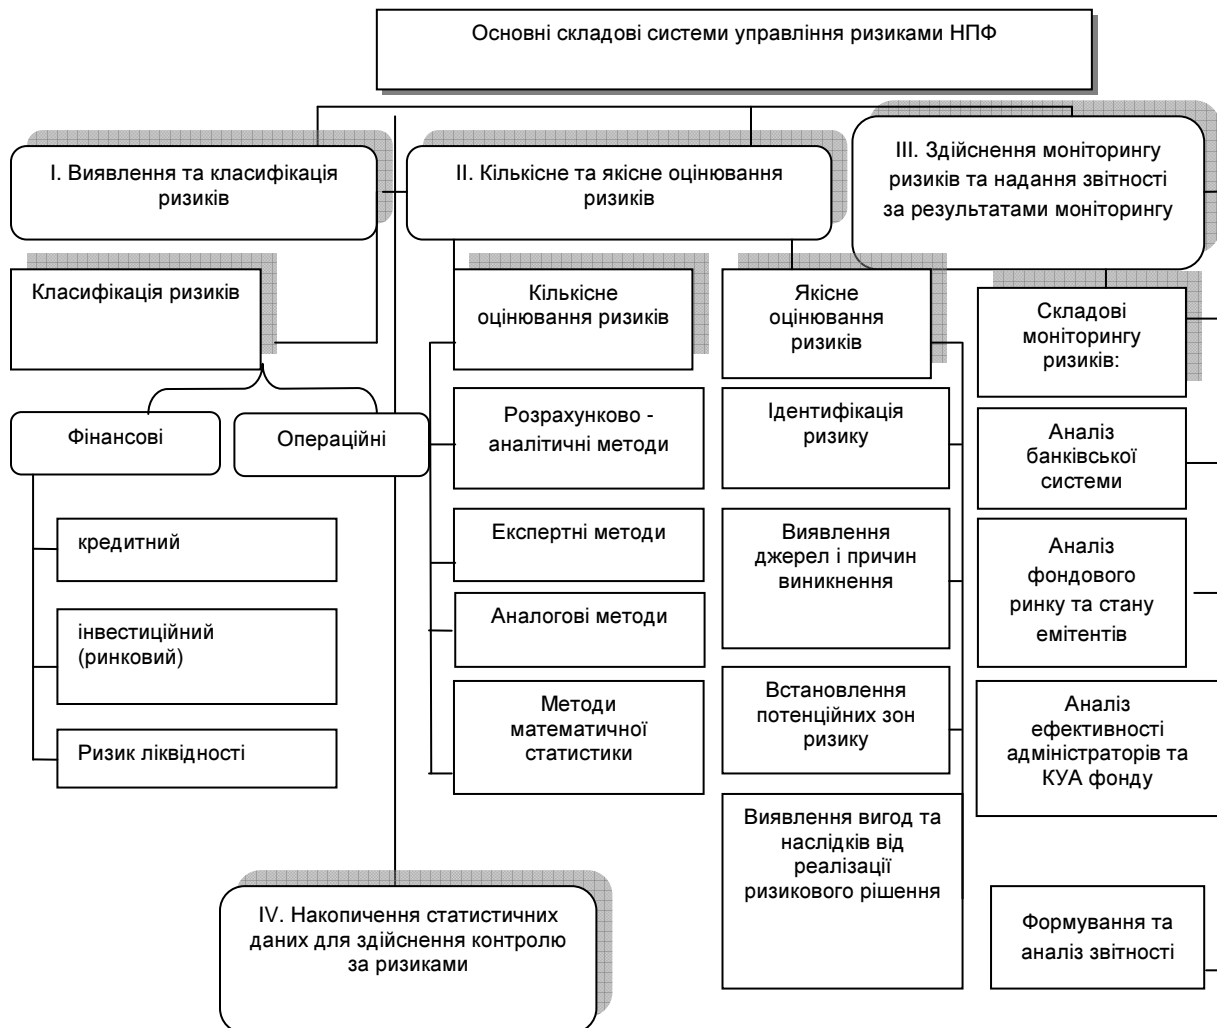 Основні складові системи управління ризиками НПФ
І. Виявлення та класифікація
ризиків
ІІ. Кількісне та якісне оцінювання
ризиків
ІІІ. Здійснення моніторингу
ризиків та надання звітності
за результатами моніторингу
Класифікація ризиків
Фінансові
Операційні
кредитний
інвестиційний
(ринковий)
Ризик ліквідності
Кількісне
оцінювання ризиків
Розрахунково -
аналітичні методи
Експертні методи
Аналогові методи
Методи
математичної
статистики
Якісне
оцінювання
ризиків
Ідентифікація
ризику
Виявлення
джерел і причин
виникнення
Встановлення
потенційних зон
ризику
Виявлення вигод та
наслідків від
реалізації
ризикового рішення
Складові
моніторингу
ризиків:
Аналіз
банківської
системи
Аналіз
фондового
ринку та стану
емітентів
Аналіз
ефективності
адміністраторів та
КУА фонду
Формування та
аналіз звітності
IV. Накопичення статистичних
даних для здійснення контролю
за ризиками